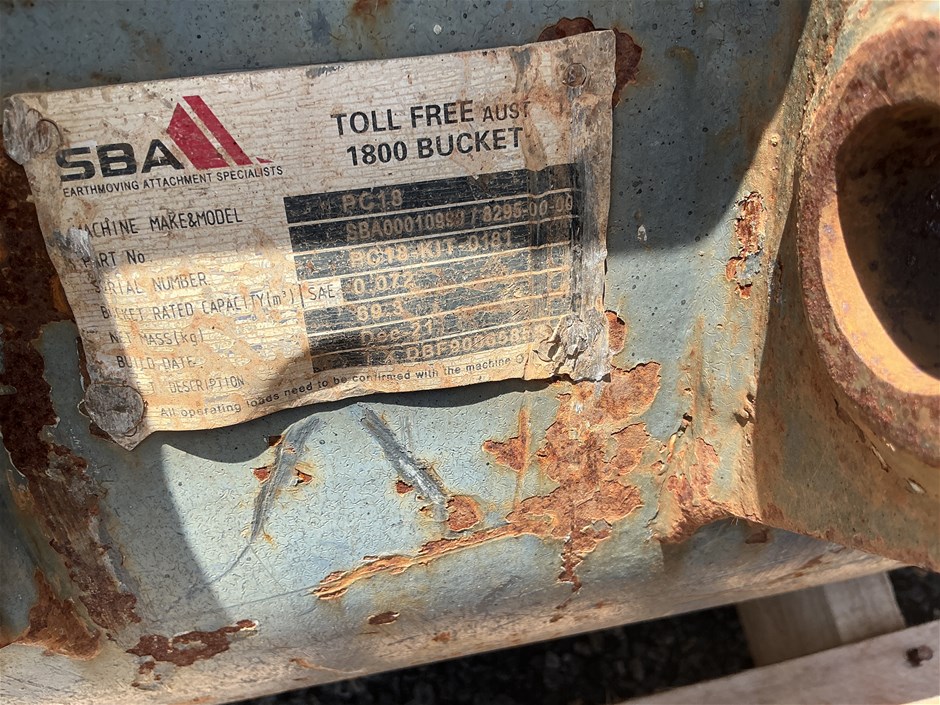 SBA
EARTHMOVING ATTACHMENT SPECIALISTS
TOLL FREE AUST
1800 BUCKET
MACHINE MAKE&MODEL PC18
PART No SBA00010990 / 8295-00-00
SERIAL NUMBER PC18-KIT-0181
BUCKET RATED CAPACITY(m³) SAE 0.072
NET MASS(kg) 69.3
BUILD-DATE Dec-21
DESCRIPTION
All operating loads need to be confirmed with the machine